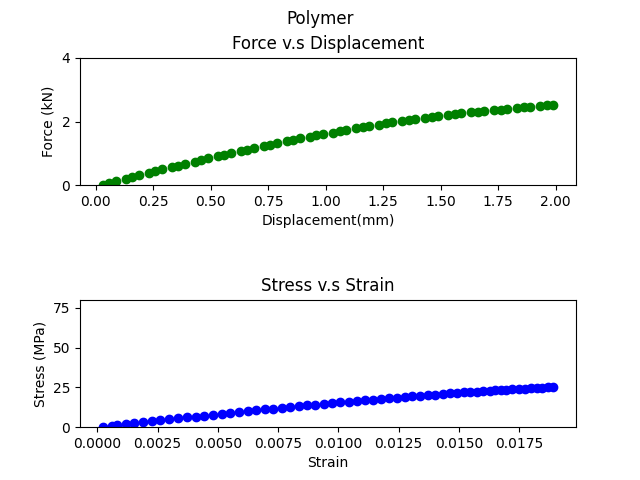 Polymer
Force v.s Displacement
4
2
0
Force (kN)
0.00 0.25 0.50 0.75 1.00 1.25 1.50 1.75 2.00
Displacement(mm)
Stress v.s Strain
75
50
25
0
Stress (MPa)
0.0000 0.0025 0.0050 0.0075 0.0100 0.0125 0.0150 0.0175
Strain